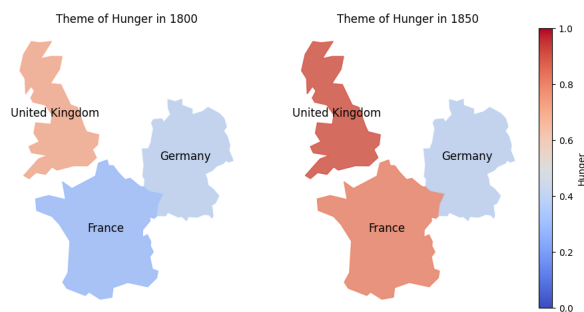 Theme of Hunger in 1800
Theme of Hunger in 1850
United Kingdom
Germany
France
United Kingdom
Germany
France
1.0
0.8
0.6
0.4
0.2
0.0
Hunger